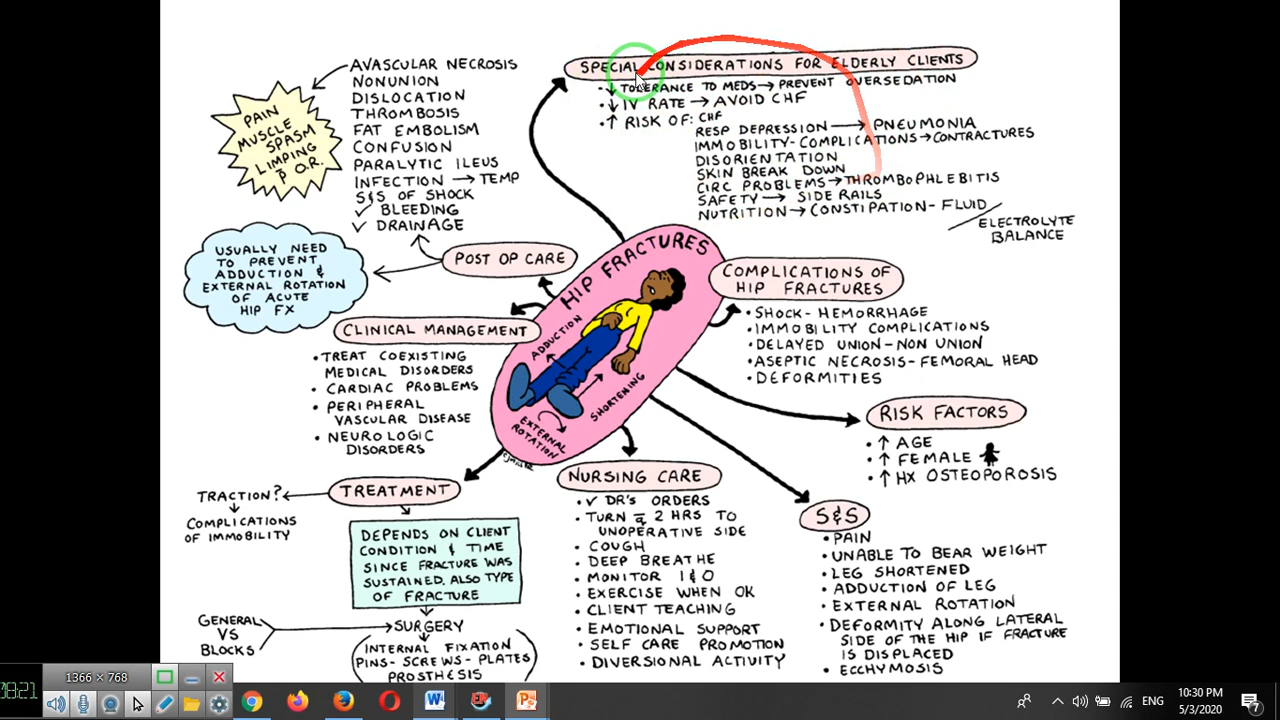 SPECIAL CONSIDERATIONS FOR ELDERLY CLIENTS
• ↓ TOLERANCE TO MEDS → PREVENT OVERSEDATION
• ↓ IV RATE → AVOID CHF
• ↑ RISK OF: CHF
RESP DEPRESSION → PNEUMONIA
IMMOBILITY-COMPLICATIONS → CONTRACTURES
DISORIENTATION
SKIN BREAK DOWN
CIRC PROBLEMS → THROMBOPHLEBITIS
SAFETY → SIDE RAILS
NUTRITION → CONSTIPATION - FLUID /
ELECTROLYTE
BALANCE
AVASCULAR NECROSIS
NONUNION
DISLOCATION
THROMBOSIS
FAT EMBOLISM
CONFUSION
PARALYTIC ILEUS
INFECTION → TEMP
S&S OF SHOCK
✓ BLEEDING
✓ DRAINAGE
PAIN
MUSCLE
SPASM
LIMPING
P̄ O.R.
POST OP CARE
USUALLY NEED
TO PREVENT
ADDUCTION &
EXTERNAL ROTATION
OF ACUTE
HIP FX
HIP FRACTURES
ADDUCTION
SHORTENING
EXTERNAL
ROTATION
CLINICAL MANAGEMENT
• TREAT COEXISTING
MEDICAL DISORDERS
• CARDIAC PROBLEMS
• PERIPHERAL
VASCULAR DISEASE
• NEUROLOGIC
DISORDERS
COMPLICATIONS OF
HIP FRACTURES
• SHOCK - HEMORRHAGE
• IMMOBILITY COMPLICATIONS
• DELAYED UNION - NON UNION
• ASEPTIC NECROSIS - FEMORAL HEAD
• DEFORMITIES
RISK FACTORS
• ↑ AGE
• ↑ FEMALE
• ↑ HX OSTEOPOROSIS
TREATMENT
TRACTION?
COMPLICATIONS
OF IMMOBILITY
DEPENDS ON CLIENT
CONDITION & TIME
SINCE FRACTURE WAS
SUSTAINED. ALSO TYPE
OF FRACTURE
GENERAL
VS
BLOCKS
SURGERY
(INTERNAL FIXATION
PINS - SCREWS - PLATES
PROSTHESIS)
NURSING CARE
• ✓ DR'S ORDERS
• TURN q̄ 2 HRS TO
UNOPERATIVE SIDE
• COUGH
• DEEP BREATHE
• MONITOR I & O
• EXERCISE WHEN OK
• CLIENT TEACHING
• EMOTIONAL SUPPORT
• SELF CARE PROMOTION
• DIVERSIONAL ACTIVITY
S&S
• PAIN
• UNABLE TO BEAR WEIGHT
• LEG SHORTENED
• ADDUCTION OF LEG
• EXTERNAL ROTATION
• DEFORMITY ALONG LATERAL
SIDE OF THE HIP IF FRACTURE
IS DISPLACED
• ECCHYMOSIS
1366 × 768
ENG
10:30 PM
5/3/2020
7